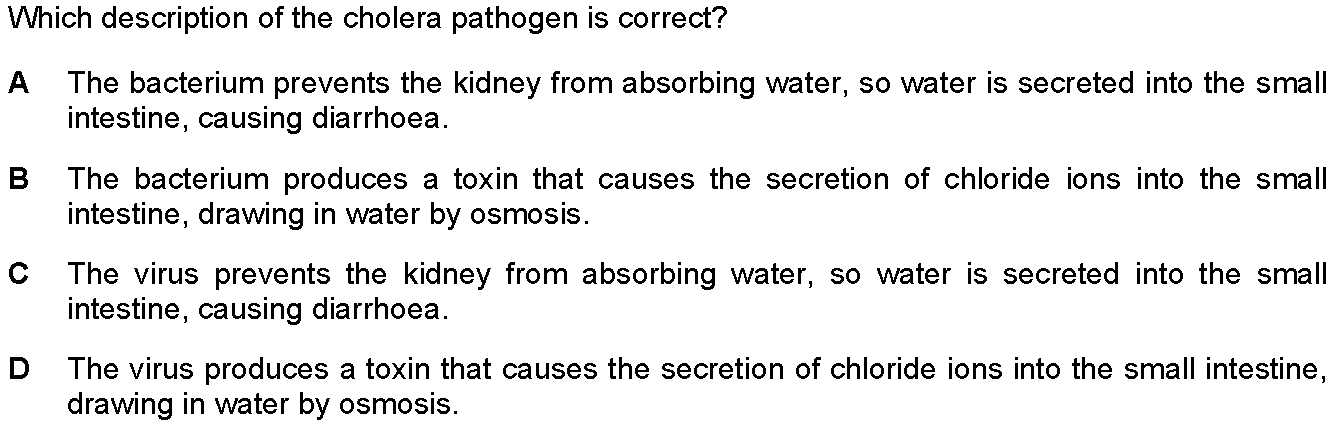 Which description of the cholera pathogen is correct?
A The bacterium prevents the kidney from absorbing water, so water is secreted into the small
intestine, causing diarrhoea.
B The bacterium produces a toxin that causes the secretion of chloride ions into the small
intestine, drawing in water by osmosis.
C The virus prevents the kidney from absorbing water, so water is secreted into the small
intestine, causing diarrhoea.
D The virus produces a toxin that causes the secretion of chloride ions into the small intestine,
drawing in water by osmosis.